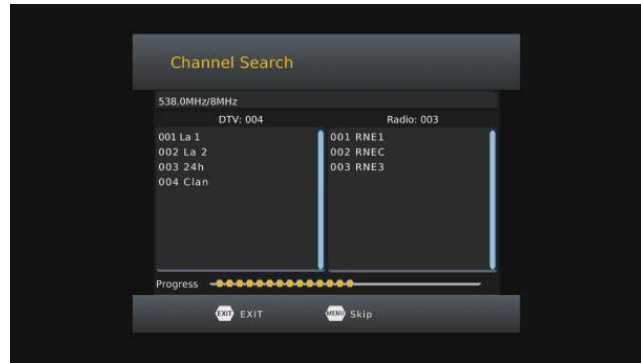 Channel Search
538.0MHz/8MHz
DTV: 004
Radio: 003
001 La 1
002 La 2
003 24h
004 Clan
001 RNE1
002 RNEC
003 RNE3
Progress
EXIT EXIT
MENU Skip